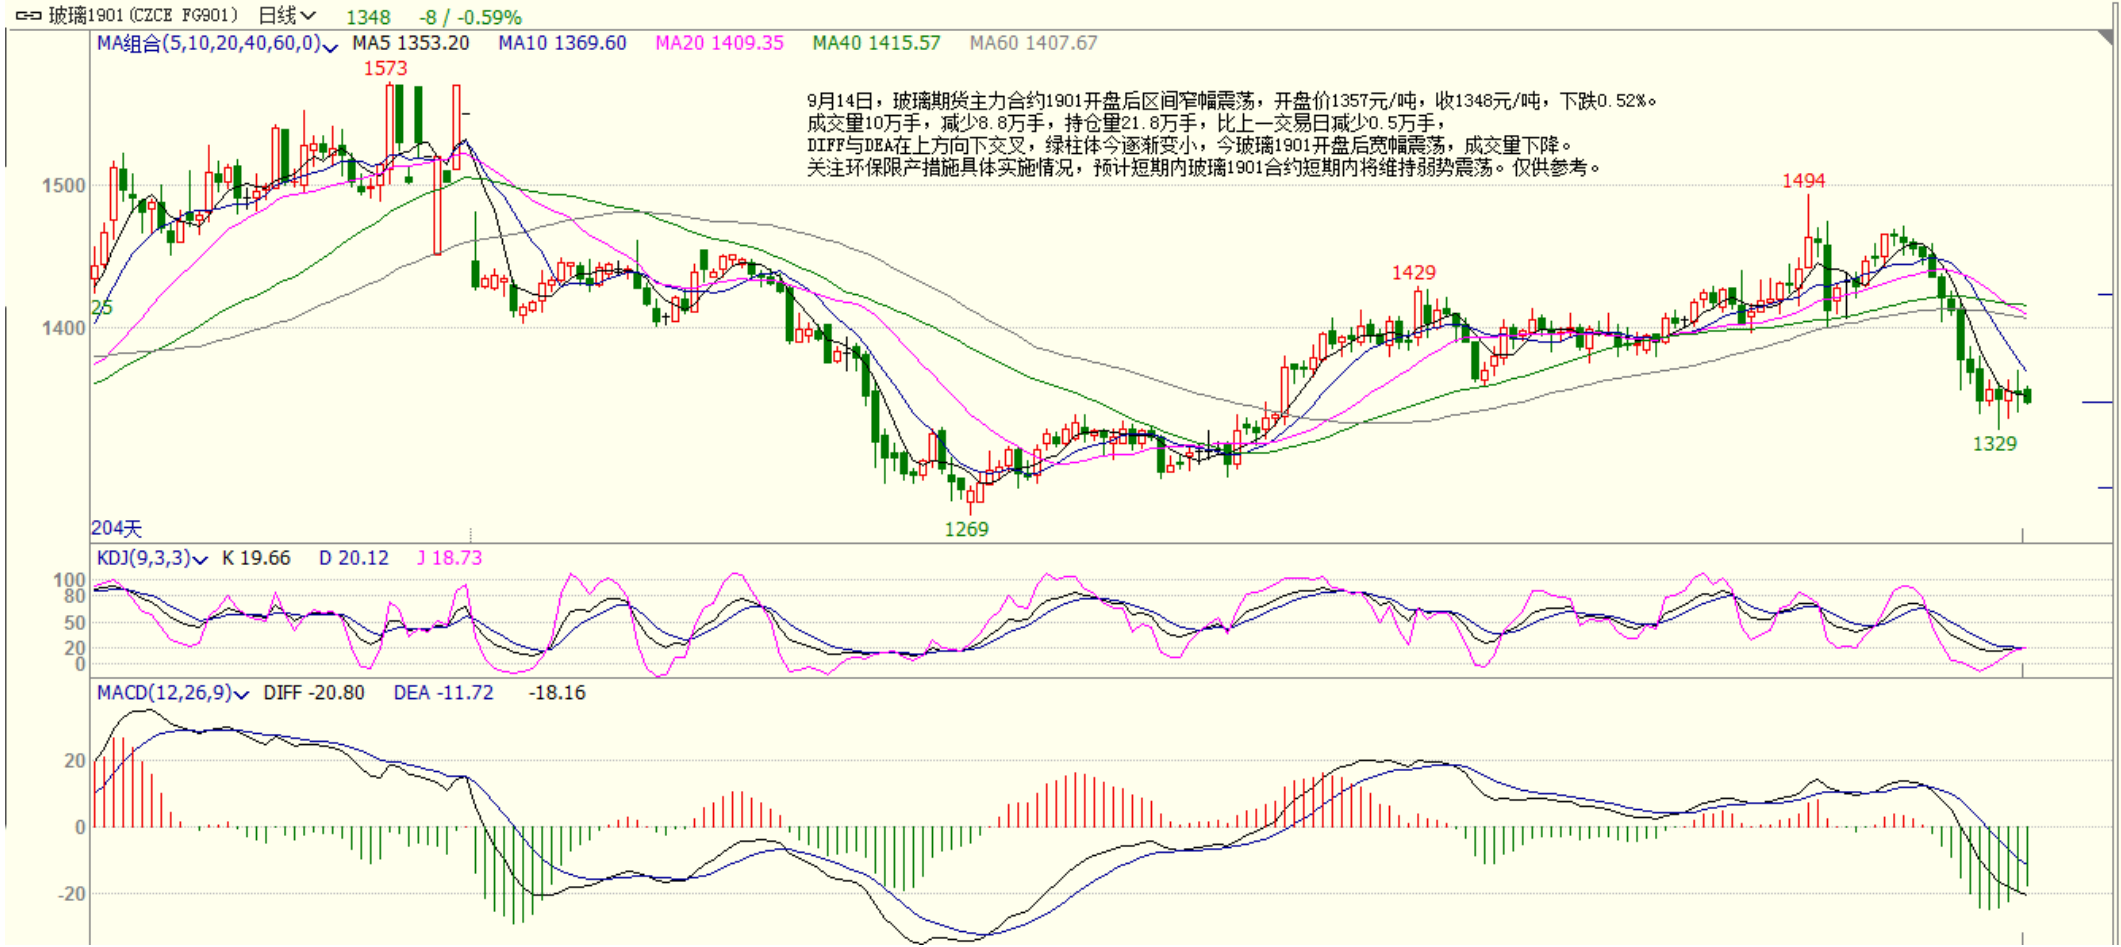 玻璃1901(CZCE FG901) 日线 1348 -8 / -0.59%
MA组合(5,10,20,40,60,0) MA5 1353.20 MA10 1369.60 MA20 1409.35 MA40 1415.57 MA60 1407.67
1573
9月14日，玻璃期货主力合约1901开盘后区间窄幅震荡，开盘价1357元/吨，收1348元/吨，下跌0.52%。
成交量10万手，减少8.8万手，持仓量21.8万手，比上一交易日减少0.5万手，
DIFF与DEA在上方向下交叉，绿柱体今逐渐变小，今玻璃1901开盘后宽幅震荡，成交量下降。
关注环保限产措施具体实施情况，预计短期内玻璃1901合约短期内将维持弱势震荡。仅供参考。
1494
1500
1429
25
1400
1329
1269
204天
KDJ(9,3,3) K 19.66 D 20.12 J 18.73
100
80
50
20
0
MACD(12,26,9) DIFF -20.80 DEA -11.72 -18.16
20
0
-20